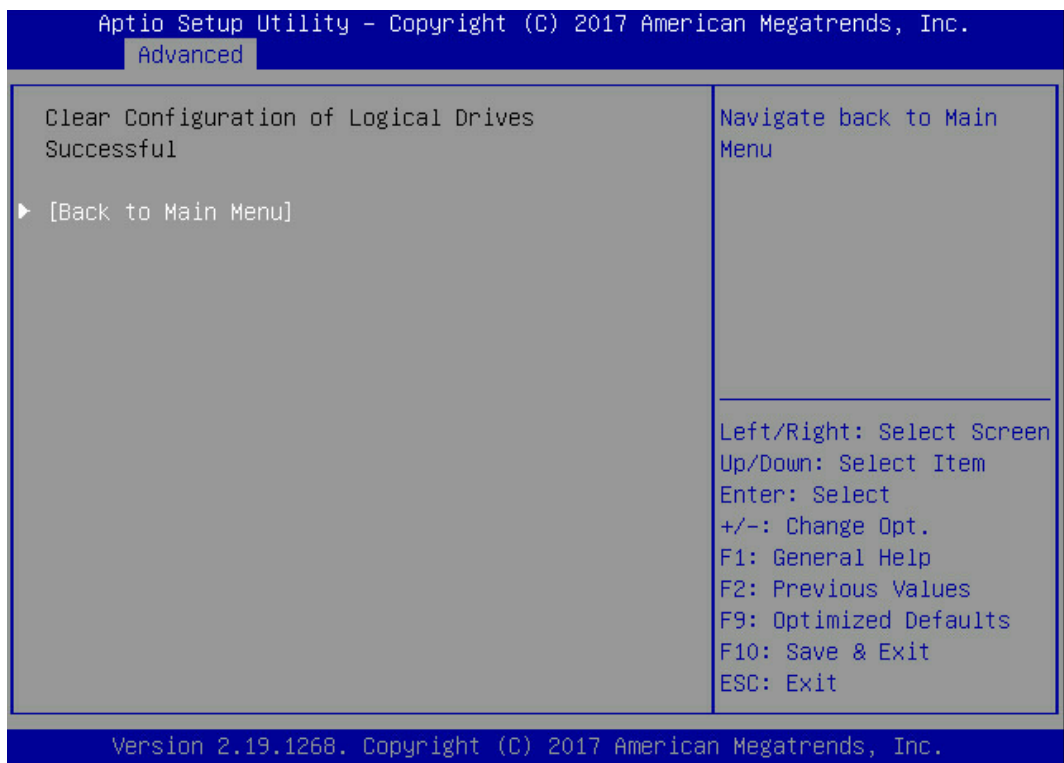 Aptio Setup Utility – Copyright (C) 2017 American Megatrends, Inc.
Advanced
Clear Configuration of Logical Drives
Successful
[Back to Main Menu]
Navigate back to Main
Menu
Left/Right: Select Screen
Up/Down: Select Item
Enter: Select
+/-: Change Opt.
F1: General Help
F2: Previous Values
F9: Optimized Defaults
F10: Save & Exit
ESC: Exit
Version 2.19.1268. Copyright (C) 2017 American Megatrends, Inc.